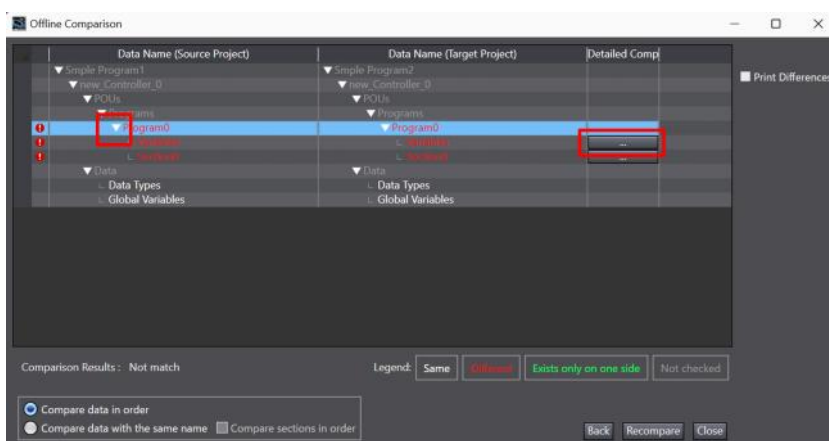 Offline Comparison
Data Name (Source Project) Data Name (Target Project) Detailed Comp
Smple Program1 Smple Program2
new_Controller_0 new_Controller_0
POUs POUs
Programs Programs
Program0 Program0
...
...
Data Data
Data Types Data Types
Global Variables Global Variables
Print Differences
Comparison Results : Not match Legend: Same Different Exists only on one side Not checked
Compare data in order
Compare data with the same name Compare sections in order Back Recompare Close